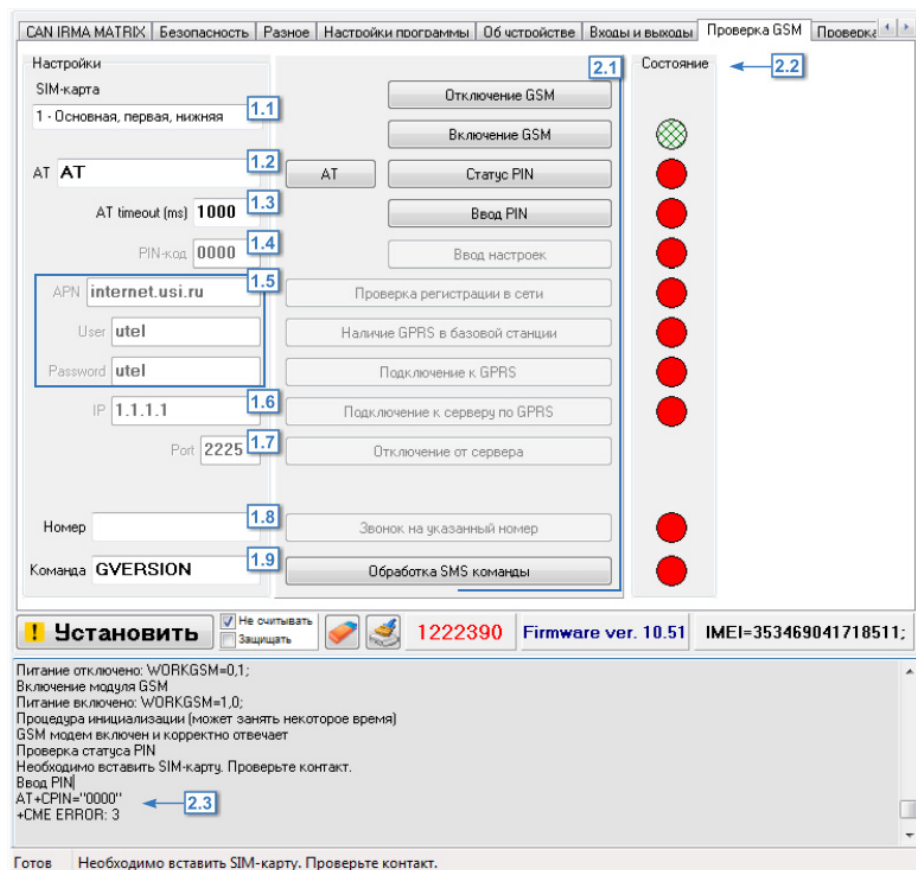 CAN IRMA MATRIX Безопасность Разное Настройки программы Об устройстве Входы и выходы Проверка GSM Проверка
Настройки 2.1 Состояние 2.2
SIM-карта Отключение GSM
1 - Основная, первая, нижняя 1.1
Включение GSM
AT AT 1.2 AT Статус PIN
AT timeout (ms) 1000 1.3 Ввод PIN
PIN-код 0000 1.4 Ввод настроек
APN internet.usi.ru 1.5 Проверка регистрации в сети
User utel Наличие GPRS в базовой станции
Password utel Подключение к GPRS
IP 1.1.1.1 1.6 Подключение к серверу по GPRS
Port 2225 1.7 Отключение от сервера
Номер 1.8 Звонок на указанный номер
Команда GVERSION 1.9 Обработка SMS команды
! Установить Не считывать 1222390 Firmware ver. 10.51 IMEI=353469041718511;
Защищать
Питание отключено: WORKGSM=0,1;
Включение модуля GSM
Питание включено: WORKGSM=1,0;
Процедура инициализации (может занять некоторое время)
GSM модем включен и корректно отвечает
Проверка статуса PIN
Необходимо вставить SIM-карту. Проверьте контакт.
Ввод PIN
AT+CPIN="0000" 2.3
+CME ERROR: 3
Готов Необходимо вставить SIM-карту. Проверьте контакт.